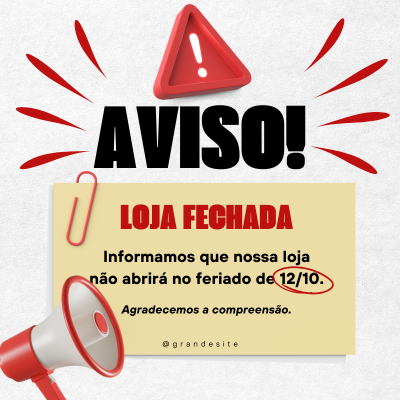 AVISO!
LOJA FECHADA
Informamos que nossa loja
não abrirá no feriado de 12/10.
Agradecemos a compreensão.
@grandesite